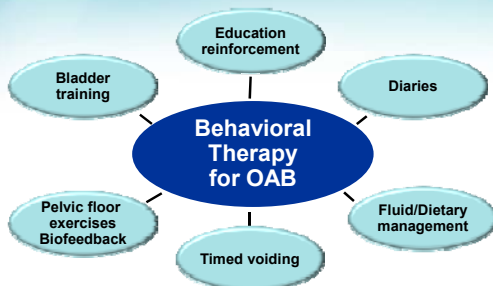 Education
reinforcement
Bladder
training
Diaries
Behavioral
Therapy
for OAB
Pelvic floor
exercises
Biofeedback
Fluid/Dietary
management
Timed voiding